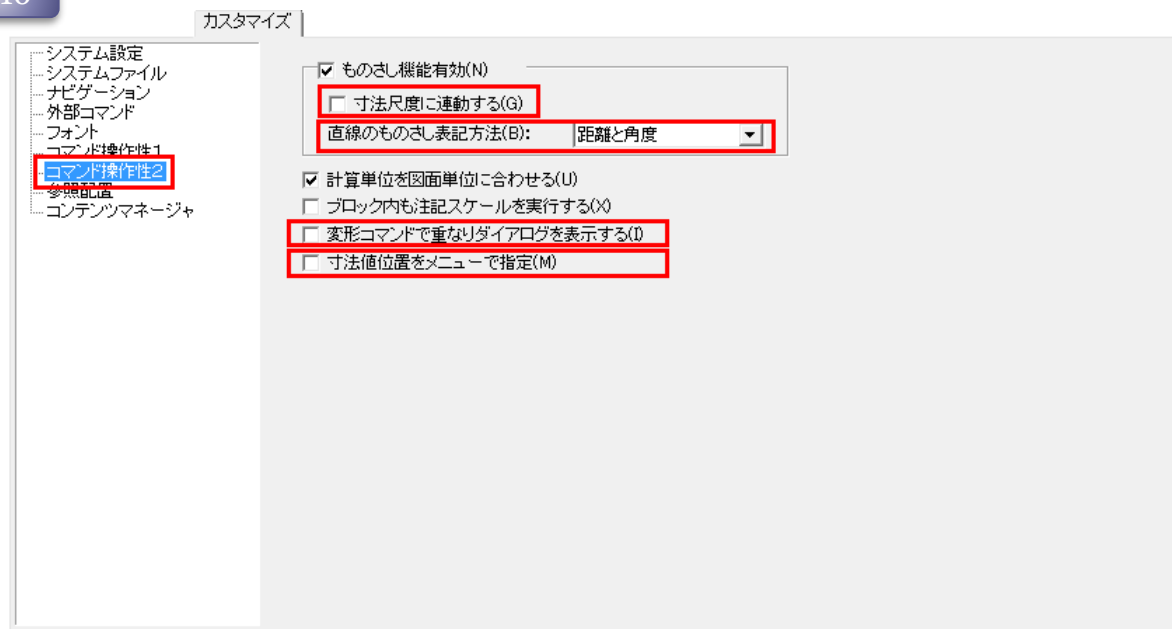 カスタマイズ
システム設定
システムファイル
ナビゲーション
外部コマンド
フォント
コマンド操作性1
コマンド操作性2
参照配置
コンテンツマネージャ
ものさし機能有効(N)
寸法尺度に連動する(G)
直線のものさし表記方法(B): 距離と角度
計算単位を図面単位に合わせる(U)
ブロック内も注記スケールを実行する(X)
変形コマンドで重なりダイアログを表示する(I)
寸法値位置をメニューで指定(M)